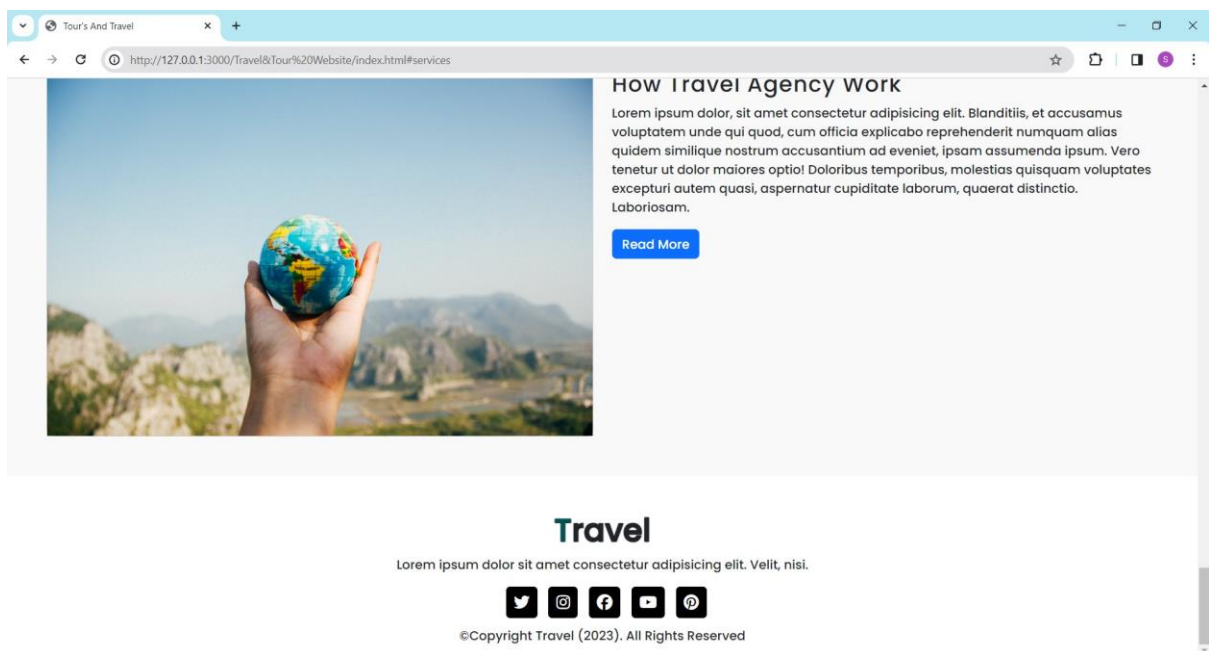 Tour's And Travel
http://127.0.0.1:3000/Travel&Tour%20Website/index.html#services
S
How Travel Agency Work
Lorem ipsum dolor, sit amet consectetur adipisicing elit. Blanditiis, et accusamus
voluptatem unde qui quod, cum officia explicabo reprehenderit numquam alias
quidem similique nostrum accusantium ad eveniet, ipsam assumenda ipsum. Vero
tenetur ut dolor maiores optio! Doloribus temporibus, molestias quisquam voluptates
excepturi autem quasi, aspernatur cupiditate laborum, quaerat distinctio.
Laboriosam.
Read More
Travel
Lorem ipsum dolor sit amet consectetur adipisicing elit. Velit, nisi.
©Copyright Travel (2023). All Rights Reserved